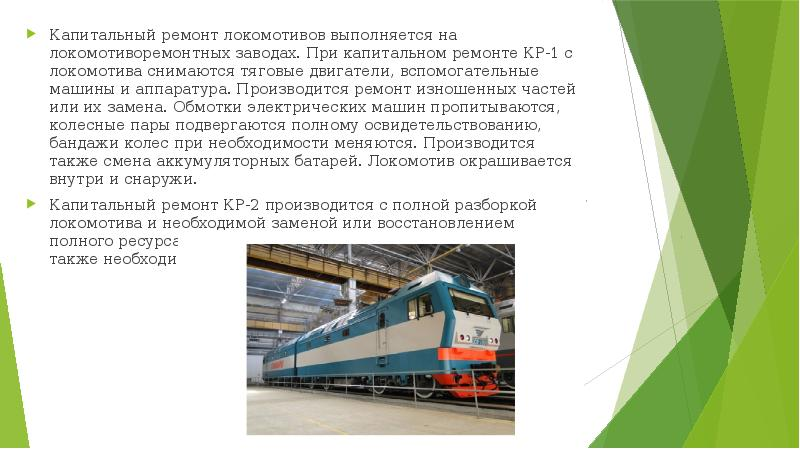 Капитальный ремонт локомотивов выполняется на
локомотиворемонтных заводах. При капитальном ремонте КР-1 с
локомотива снимаются тяговые двигатели, вспомогательные
машины и аппаратура. Производится ремонт изношенных частей
или их замена. Обмотки электрических машин пропитываются,
колесные пары подвергаются полному освидетельствованию,
бандажи колес при необходимости меняются. Производится
также смена аккумуляторных батарей. Локомотив окрашивается
внутри и снаружи.
Капитальный ремонт КР-2 производится с полной разборкой
локомотива и необходимой заменой или восстановлением
полного ресурса
также необходи